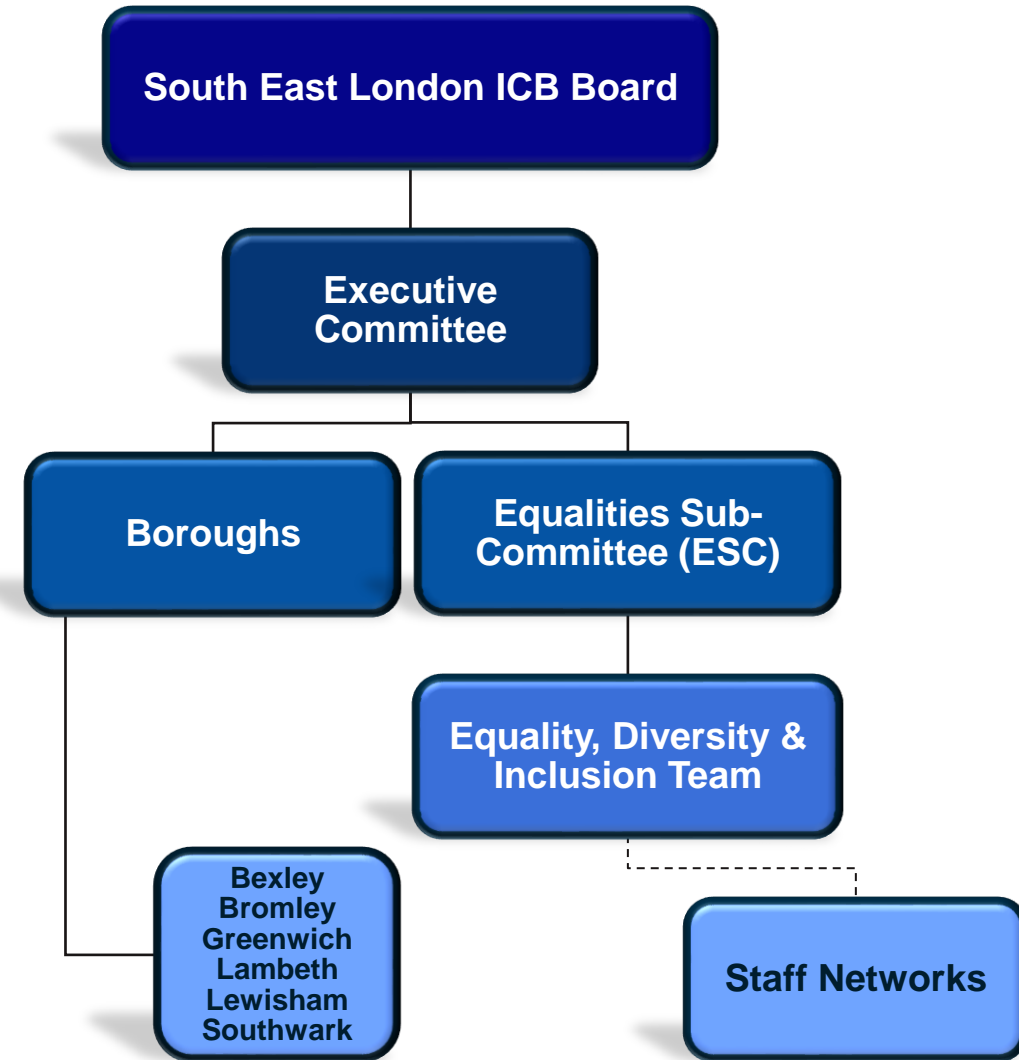 South East London ICB Board
Executive
Committee
Boroughs
Equalities Sub-
Committee (ESC)
Equality, Diversity &
Inclusion Team
Bexley
Bromley
Greenwich
Lambeth
Lewisham
Southwark
Staff Networks